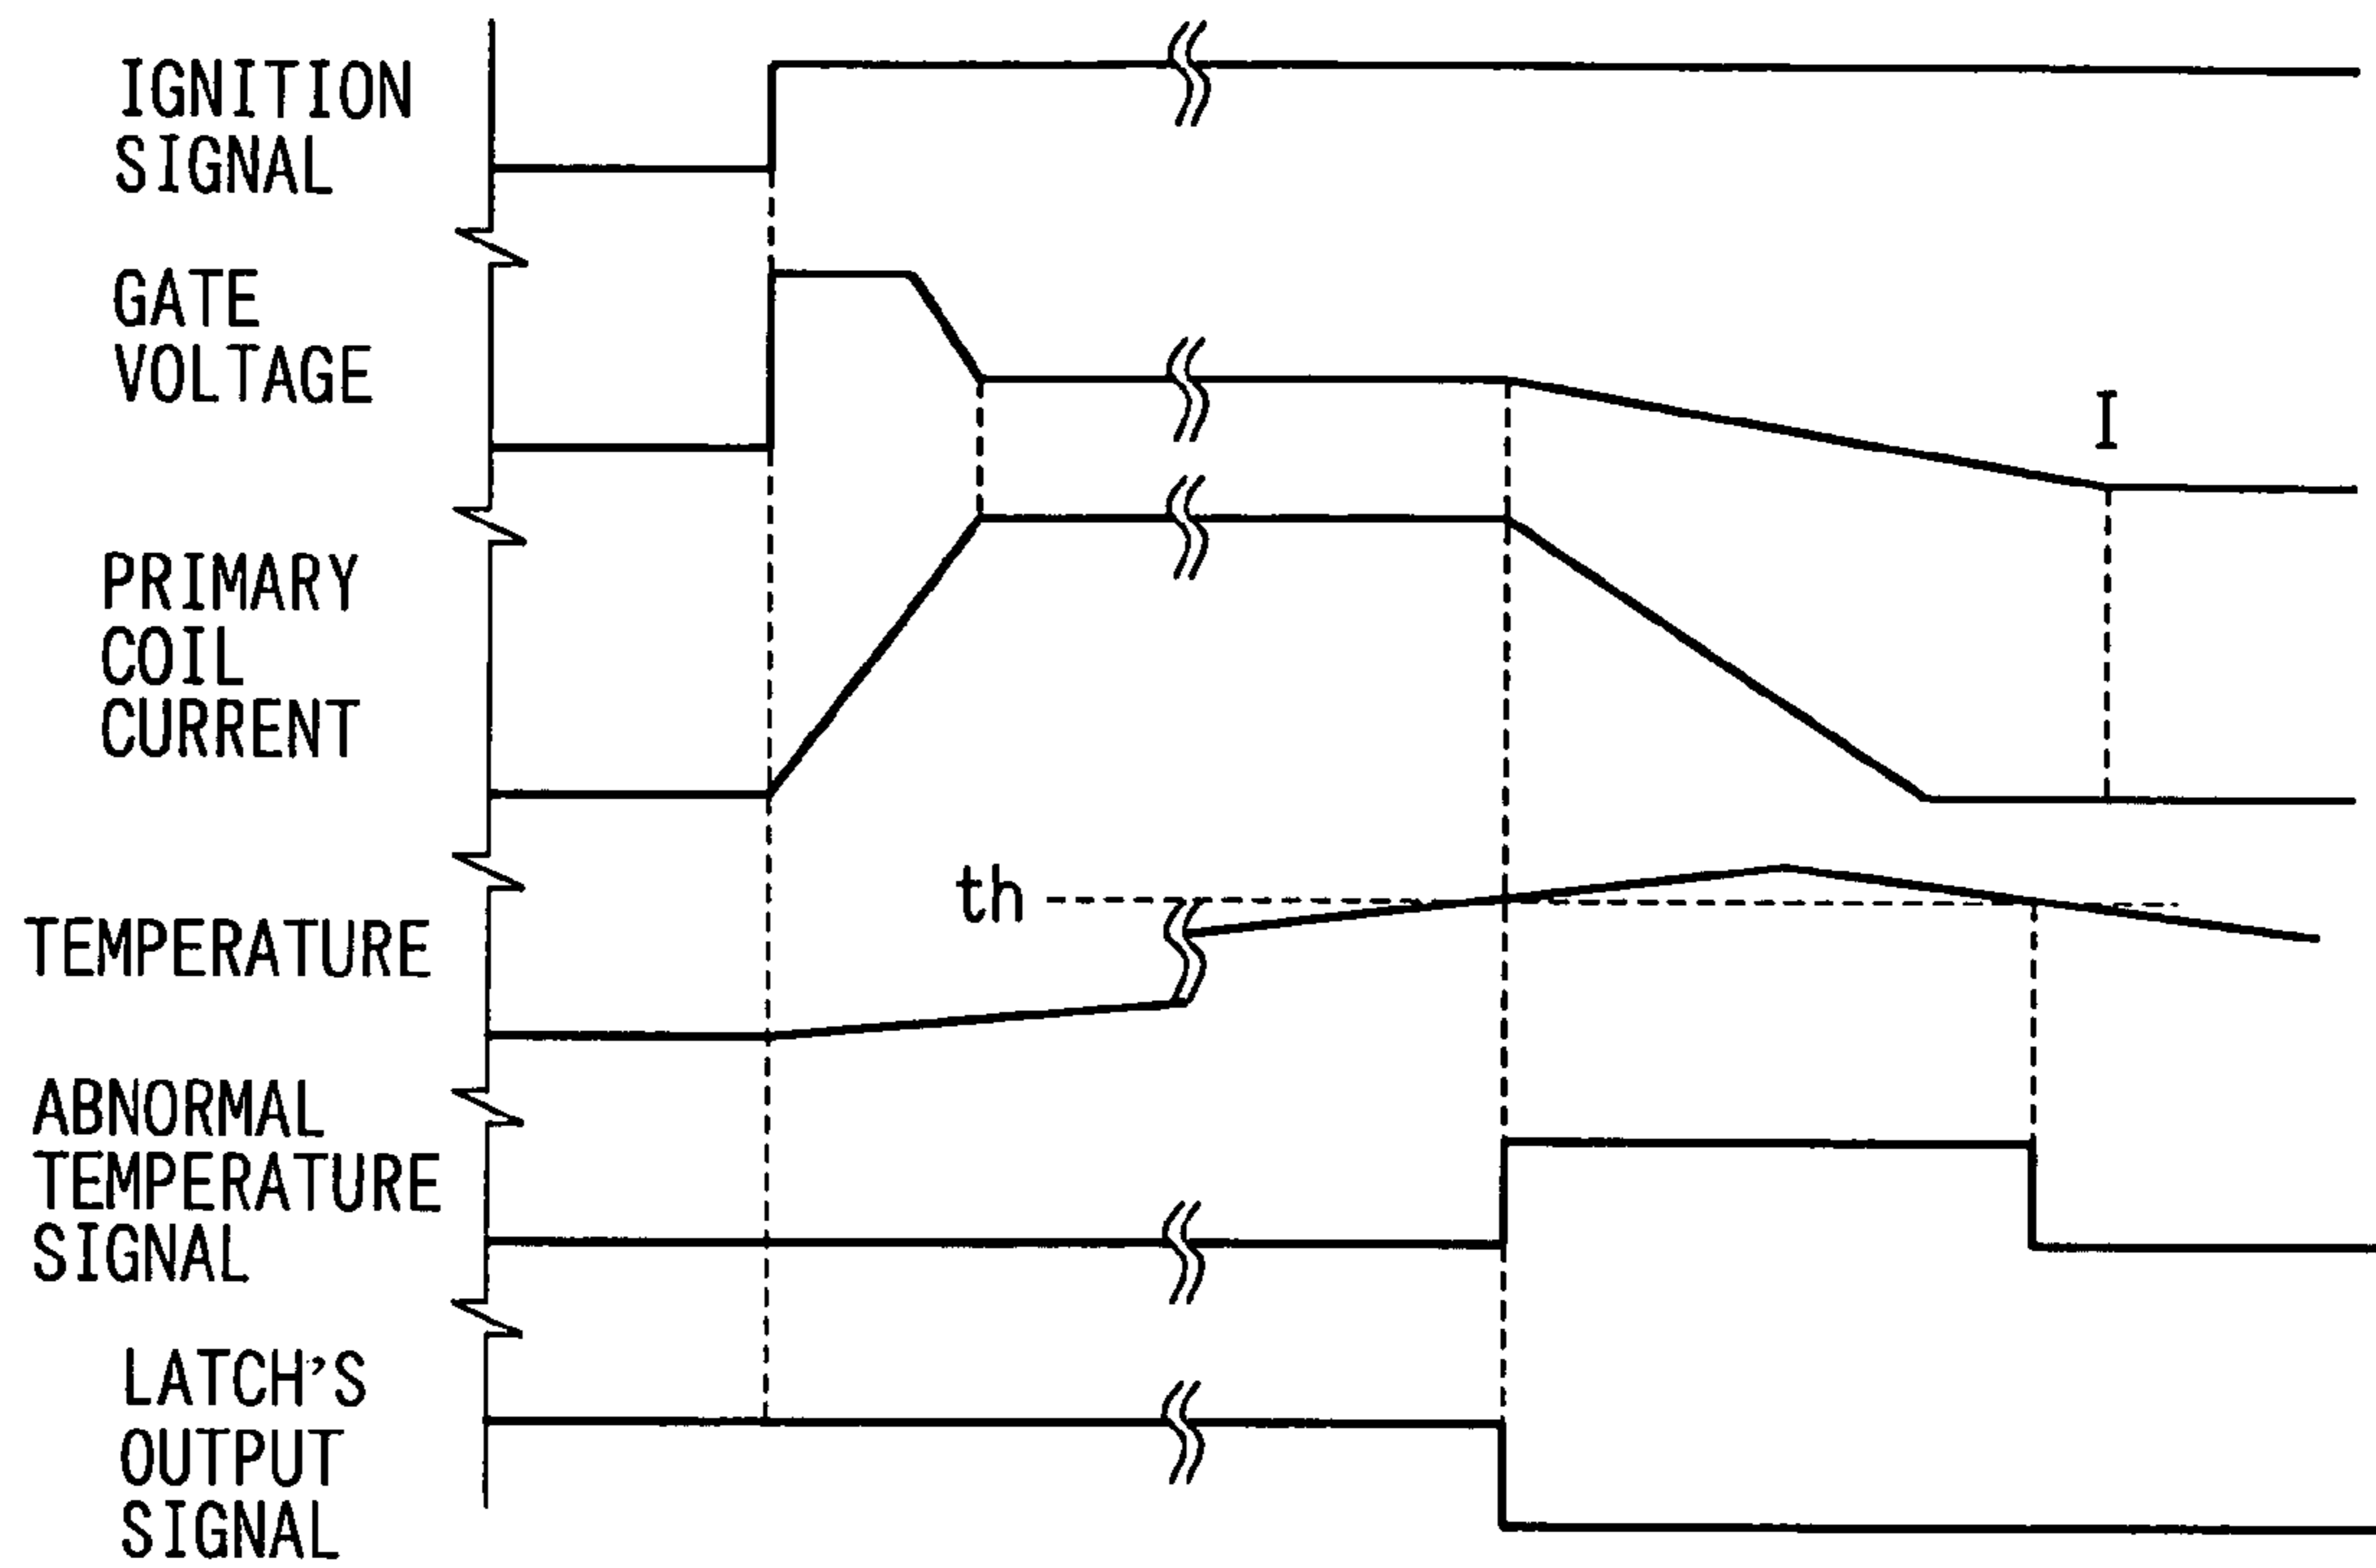 IGNITION
SIGNAL
GATE
VOLTAGE
I
PRIMARY
COIL
CURRENT
th
TEMPERATURE
ABNORMAL
TEMPERATURE
SIGNAL
LATCH'S
OUTPUT
SIGNAL